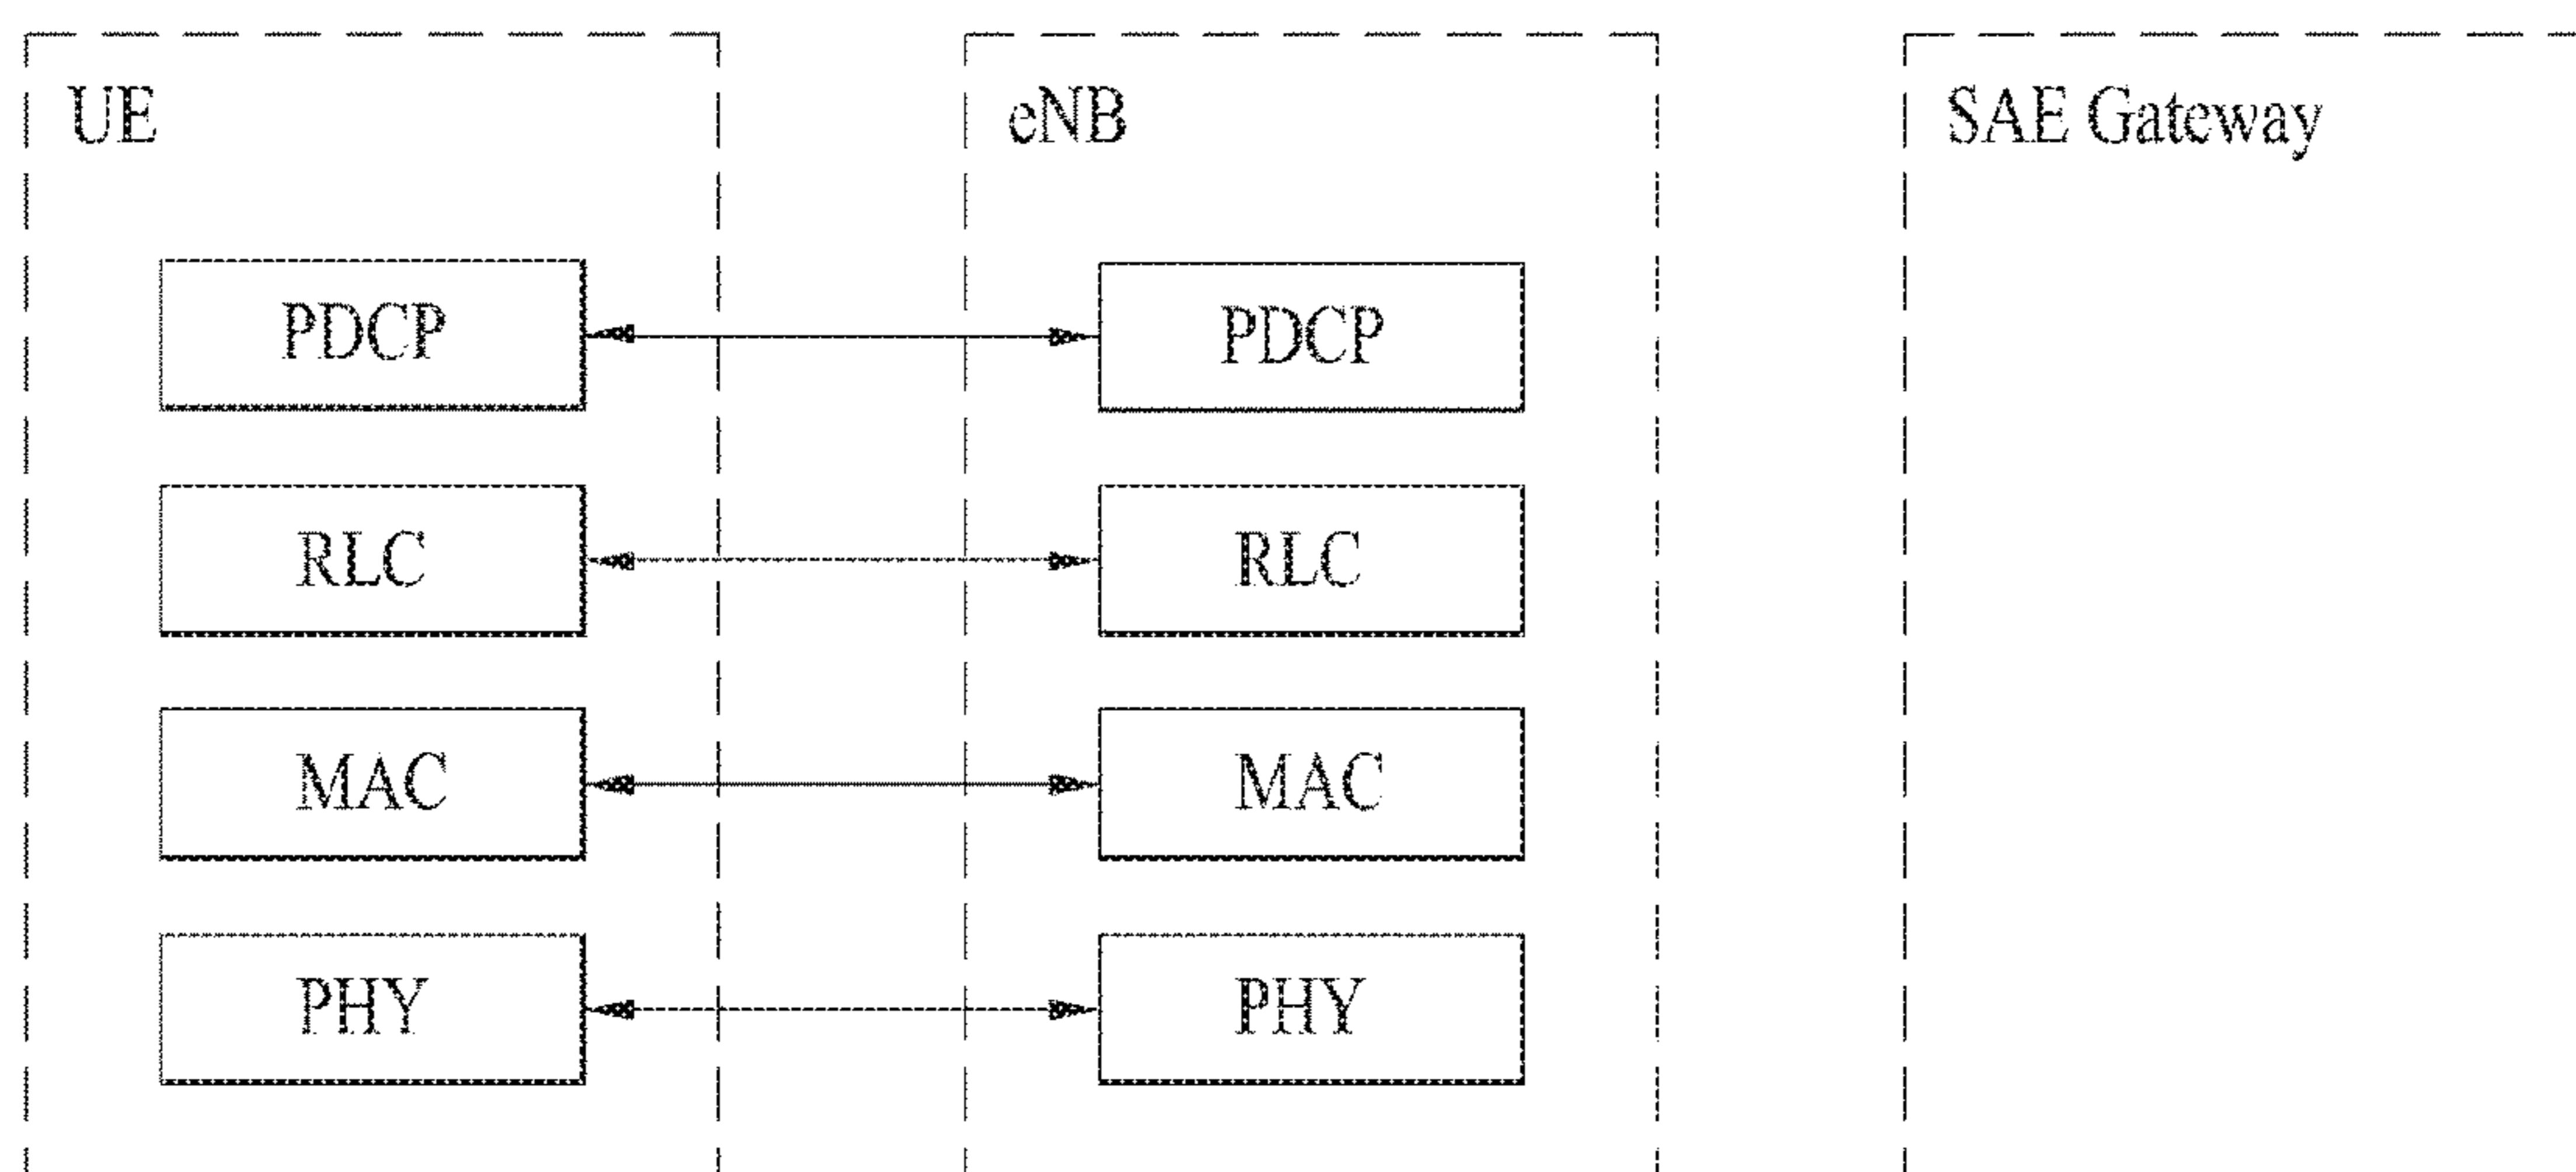 UE
eNB
SAE Gateway
PDCP
PDCP
RLC
RLC
MAC
MAC
PHY
PHY